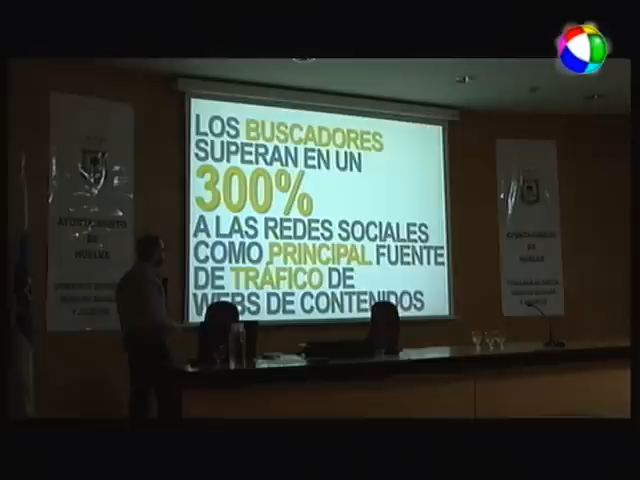 LOS BUSCADORES
SUPERAN EN UN
300%
A LAS REDES SOCIALES
COMO PRINCIPAL FUENTE
DE TRÁFICO DE
WEBS DE CONTENIDOS
AYUNTAMIENTO
DE
HUELVA
AYUNTAMIENTO
DE
HUELVA